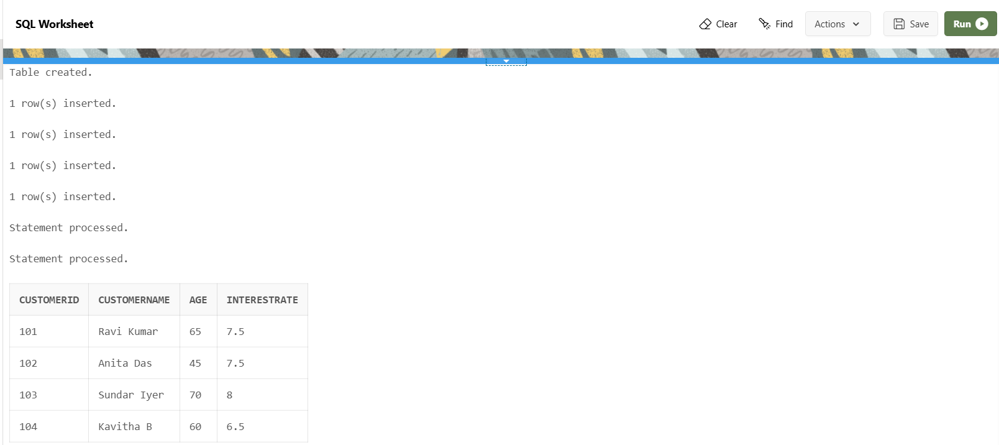 SQL Worksheet
Clear
Find
Actions
Save
Run
Table created.
1 row(s) inserted.
1 row(s) inserted.
1 row(s) inserted.
1 row(s) inserted.
Statement processed.
Statement processed.
CUSTOMERID CUSTOMERNAME AGE INTERESTRATE
101 Ravi Kumar 65 7.5
102 Anita Das 45 7.5
103 Sundar Iyer 70 8
104 Kavitha B 60 6.5